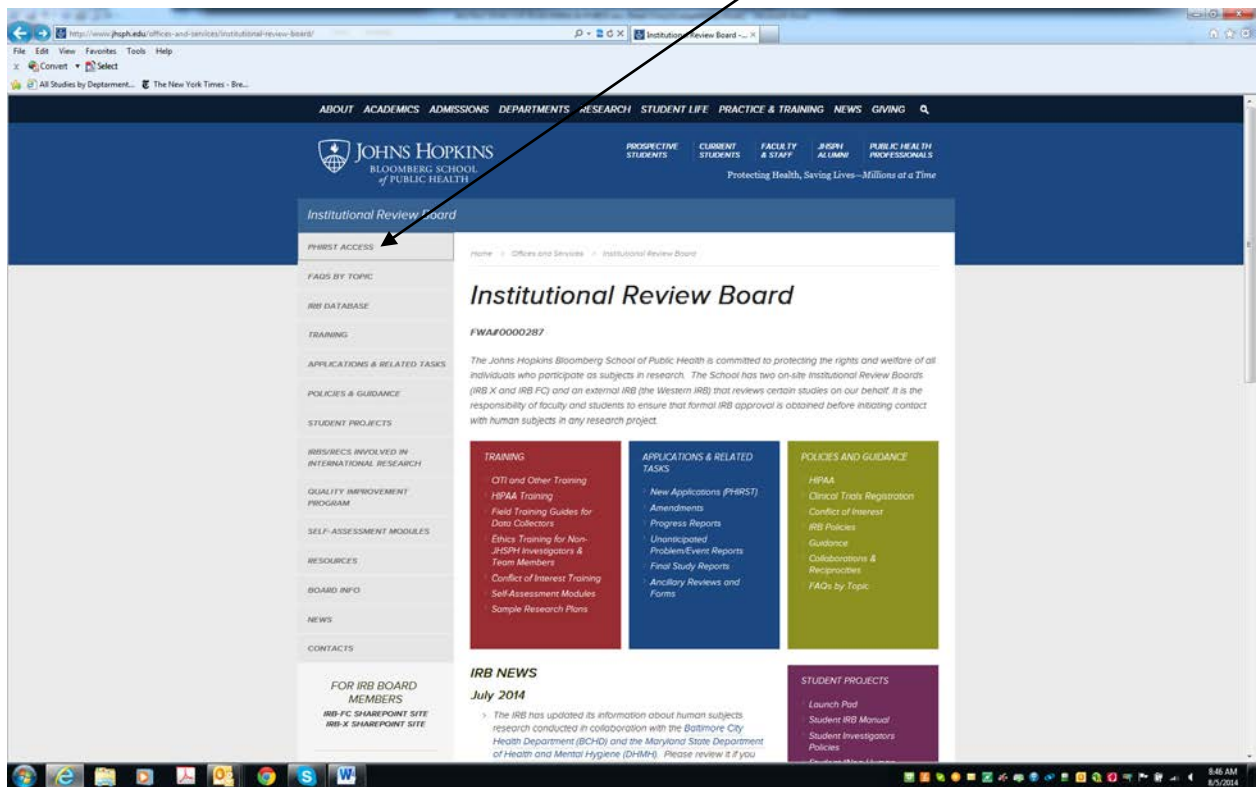 http://www.jhsph.edu/offices-and-services/institutional-review-board/
Institutional Review Board -...
File Edit View Favorites Tools Help
x Convert Select
All Studies by Deptarment... The New York Times - Bre...
ABOUT ACADEMICS ADMISSIONS DEPARTMENTS RESEARCH STUDENT LIFE PRACTICE & TRAINING NEWS GIVING
JOHNS HOPKINS
BLOOMBERG SCHOOL
of PUBLIC HEALTH
PROSPECTIVE STUDENTS
CURRENT STUDENTS
FACULTY & STAFF
JHSPH ALUMNI
PUBLIC HEALTH PROFESSIONALS
Protecting Health, Saving Lives—Millions at a Time
Institutional Review Board
PHIRST ACCESS
FAQS BY TOPIC
IRB DATABASE
TRAINING
APPLICATIONS & RELATED TASKS
POLICIES & GUIDANCE
STUDENT PROJECTS
IRBS/RECS INVOLVED IN
INTERNATIONAL RESEARCH
QUALITY IMPROVEMENT
PROGRAM
SELF-ASSESSMENT MODULES
RESOURCES
BOARD INFO
NEWS
CONTACTS
FOR IRB BOARD
MEMBERS
IRB-FC SHAREPOINT SITE
IRB-X SHAREPOINT SITE
Home > Offices and Services > Institutional Review Board
Institutional Review Board
FWA#0000287
The Johns Hopkins Bloomberg School of Public Health is committed to protecting the rights and welfare of all
individuals who participate as subjects in research. The School has two on-site Institutional Review Boards
(IRB X and IRB FC) and an external IRB (the Western IRB) that reviews certain studies on our behalf. It is the
responsibility of faculty and students to ensure that formal IRB approval is obtained before initiating contact
with human subjects in any research project.
TRAINING
CITI and Other Training
HIPAA Training
Field Training Guides for
Data Collectors
Ethics Training for Non-
JHSPH Investigators &
Team Members
Conflict of Interest Training
Self-Assessment Modules
Sample Research Plans
APPLICATIONS & RELATED
TASKS
New Applications (PHIRST)
Amendments
Progress Reports
Unanticipated
Problem/Event Reports
Final Study Reports
Ancillary Reviews and
Forms
POLICIES AND GUIDANCE
HIPAA
Clinical Trials Registration
Conflict of Interest
IRB Policies
Guidance
Collaborations &
Reciprocities
FAQs by Topic
IRB NEWS
July 2014
> The IRB has updated its information about human subjects
research conducted in collaboration with the Baltimore City
Health Department (BCHD) and the Maryland State Department
of Health and Mental Hygiene (DHMH). Please review it if you
STUDENT PROJECTS
Launch Pad
Student IRB Manual
Student Investigators
Policies
8:46 AM
8/5/2014